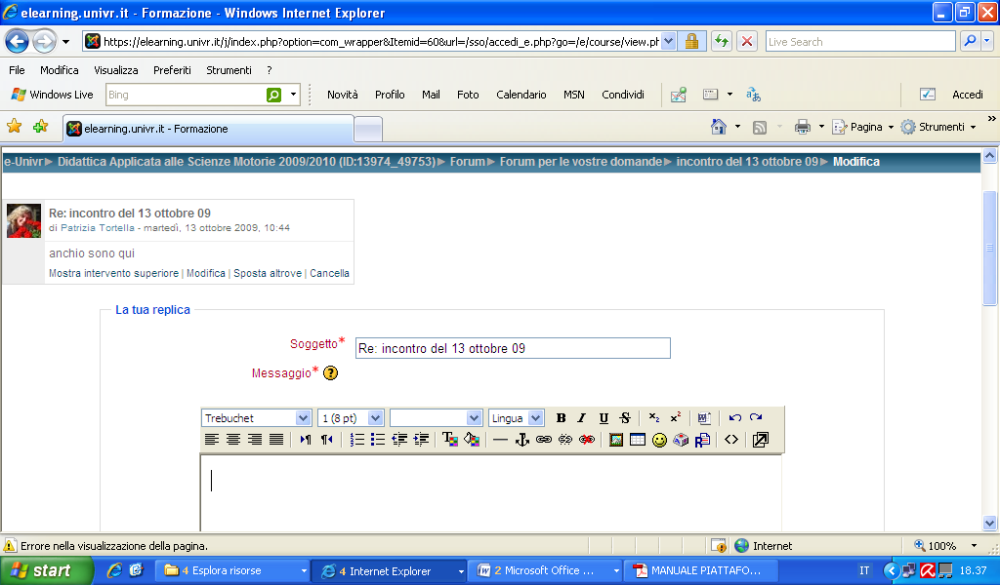 elearning.univr.it - Formazione - Windows Internet Explorer
https://elearning.univr.it/j/index.php?option=com_wrapper&Itemid=60&url=/sso/accedi_e.php?go=/e/course/view.ph
Live Search
File Modifica Visualizza Preferiti Strumenti ?
Windows Live Bing Novità Profilo Mail Foto Calendario MSN Condividi Accedi
elearning.univr.it - Formazione Pagina Strumenti »
e-Univr► Didattica Applicata alle Scienze Motorie 2009/2010 (ID:13974_49753)► Forum► Forum per le vostre domande► incontro del 13 ottobre 09► Modifica
Re: incontro del 13 ottobre 09
di Patrizia Tortella - martedì, 13 ottobre 2009, 10:44
anchio sono qui
Mostra intervento superiore | Modifica | Sposta altrove | Cancella
La tua replica
Soggetto* Re: incontro del 13 ottobre 09
Messaggio* ?
Trebuchet 1 (8 pt) Lingua B I U S x₂ x² W
Errore nella visualizzazione della pagina. Internet 100%
start 4 Esplora risorse 4 Internet Explorer 2 Microsoft Office ... MANUALE PIATTAFO... IT 18.37